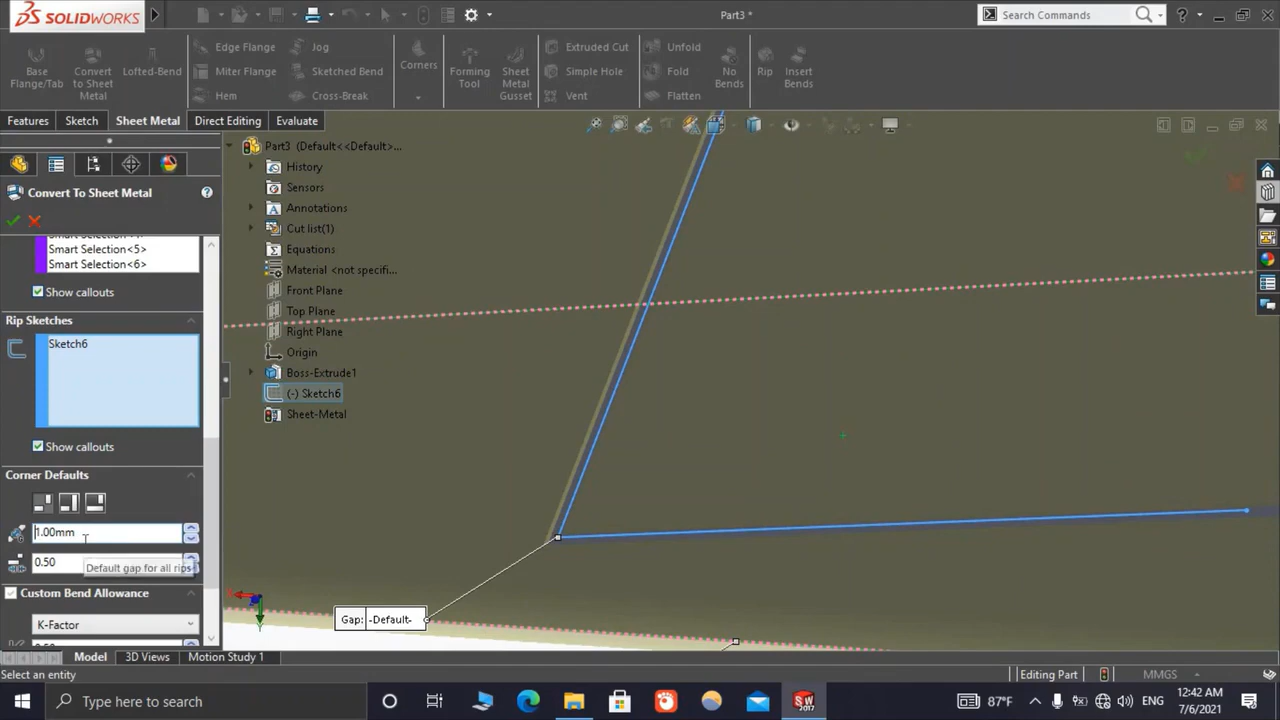 SOLIDWORKS
Part3 *
Search Commands
Base Flange/Tab
Convert to Sheet Metal
Lofted-Bend
Edge Flange
Miter Flange
Hem
Jog
Sketched Bend
Cross-Break
Corners
Forming Tool
Sheet Metal Gusset
Extruded Cut
Simple Hole
Vent
Unfold
Fold
Flatten
No Bends
Rip
Insert Bends
Features
Sketch
Sheet Metal
Direct Editing
Evaluate
Convert To Sheet Metal
Smart Selection<5>
Smart Selection<6>
Show callouts
Rip Sketches
Sketch6
Show callouts
Corner Defaults
1.00mm
0.50
Default gap for all rips
Custom Bend Allowance
K-Factor
Part3 (Default<<Default>...
History
Sensors
Annotations
Cut list(1)
Equations
Material <not specifi...
Front Plane
Top Plane
Right Plane
Origin
Boss-Extrude1
(-) Sketch6
Sheet-Metal
Gap: -Default-
Model
3D Views
Motion Study 1
Select an entity
Editing Part
MMGS
Type here to search
SW
2017
87°F
ENG
12:42 AM
7/6/2021